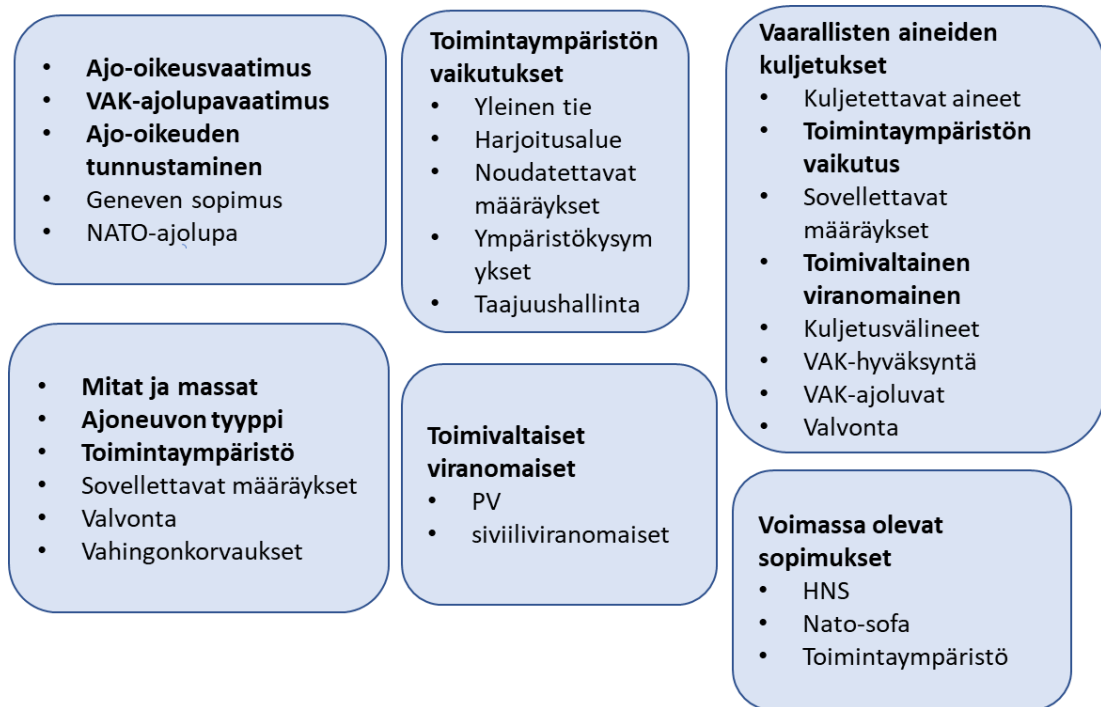 • Ajo-oikeusvaatimus
• VAK-ajolupavaatimus
• Ajo-oikeuden
tunnustaminen
• Geneven sopimus
• NATO-ajolupa
Toimintaympäristön
vaikutukset
• Yleinen tie
• Harjoitusalue
• Noudatettavat
määräykset
• Ympäristökysym
ykset
• Taajuushallinta
Vaarallisten aineiden
kuljetukset
• Kuljetettavat aineet
• Toimintaympäristön
vaikutus
• Sovellettavat
määräykset
• Toimivaltainen
viranomainen
• Kuljetusvälineet
• VAK-hyväksyntä
• VAK-ajoluvat
• Valvonta
• Mitat ja massat
• Ajoneuvon tyyppi
• Toimintaympäristö
• Sovellettavat määräykset
• Valvonta
• Vahingonkorvaukset
Toimivaltaiset
viranomaiset
• PV
• siviiliviranomaiset
Voimassa olevat
sopimukset
• HNS
• Nato-sofa
• Toimintaympäristö